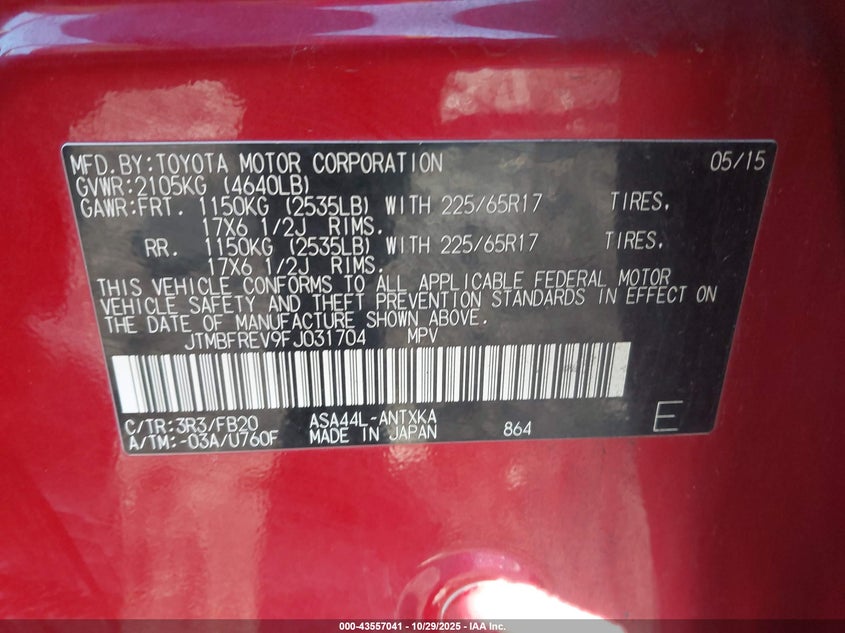 MFD.BY:TOYOTA MOTOR CORPORATION 05/15
GVWR:2105KG (4640LB)
GAWR:FRT. 1150KG (2535LB) WITH 225/65R17 TIRES,
17X6 1/2J RIMS.
RR. 1150KG (2535LB) WITH 225/65R17 TIRES,
17X6 1/2J RIMS.
THIS VEHICLE CONFORMS TO ALL APPLICABLE FEDERAL MOTOR
VEHICLE SAFETY AND THEFT PREVENTION STANDARDS IN EFFECT ON
THE DATE OF MANUFACTURE SHOWN ABOVE.
JTMBFREV9FJ031704 MPV
C/TR:3R3/FB20 ASA44L-ANTXKA E
A/TM:-03A/U760F MADE IN JAPAN 864
000-43557041 | 10/29/2025 - IAA Inc.